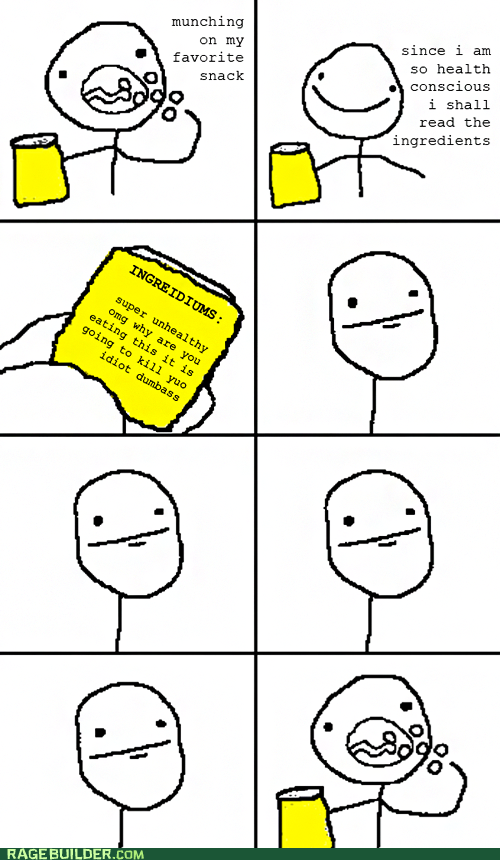 munching
on my
favorite
snack
since i am
so health
conscious
i shall
read the
ingredients
INGREIDIUMS:
super unhealthy
omg why are you
eating this it is
going to kill yuo
idiot dumbass
RAGEBUILDER.COM